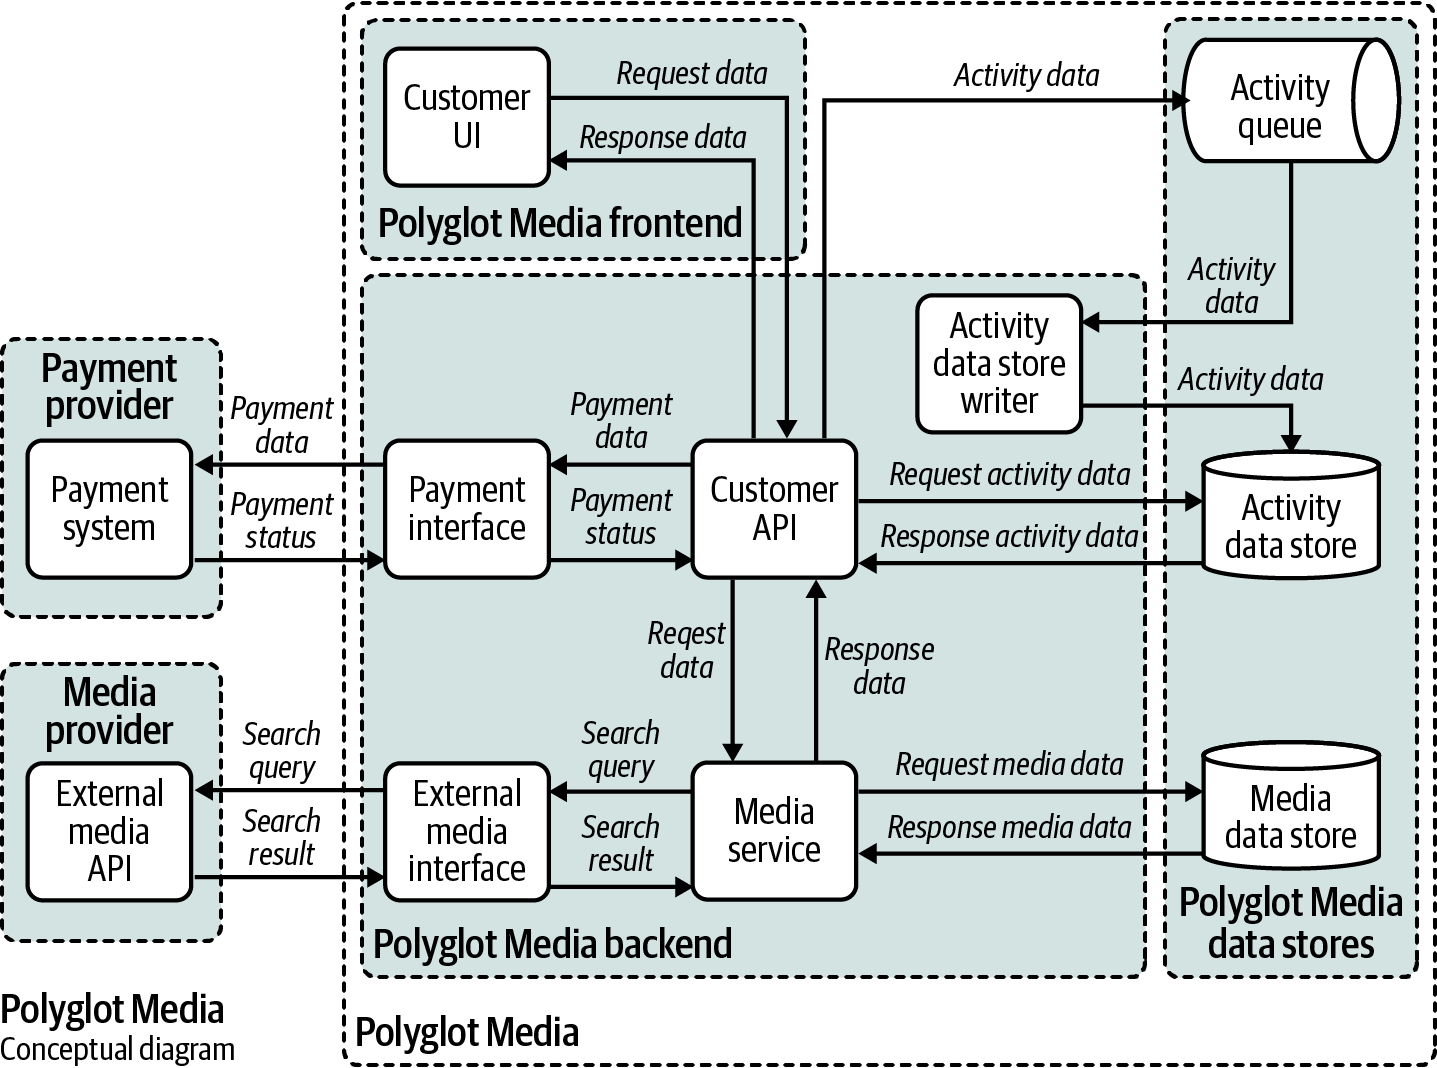 Customer
UI
Request data
Response data
Polyglot Media frontend
Activity data
Activity
queue
Activity
data
Activity
data store
writer
Activity data
Payment
provider
Payment
system
Payment
data
Payment
status
Payment
interface
Payment
data
Payment
status
Customer
API
Request activity data
Response activity data
Activity
data store
Reqest
data
Response
data
Media
provider
External
media
API
Search
query
Search
result
External
media
interface
Search
query
Search
result
Media
service
Request media data
Response media data
Media
data store
Polyglot Media
data stores
Polyglot Media backend
Polyglot Media
Polyglot Media
Conceptual diagram